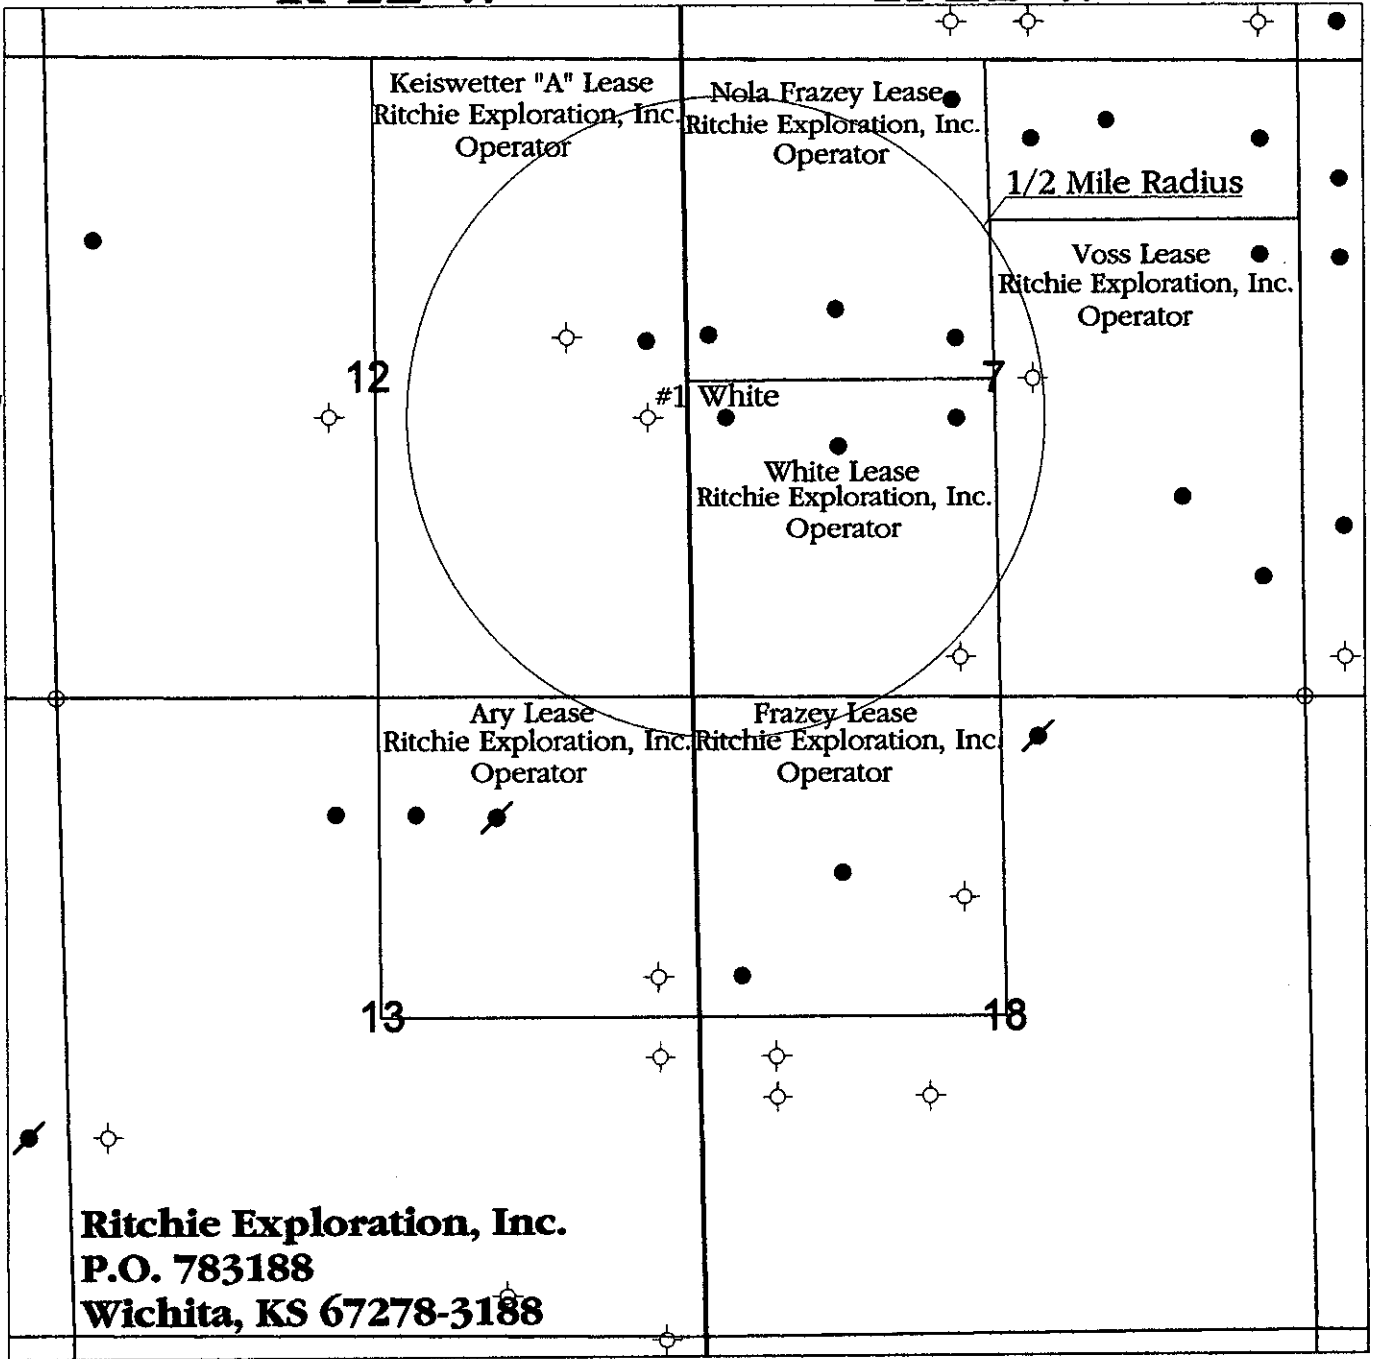 Keiswetter "A" Lease
Ritchie Exploration, Inc.
Operator
Nola Frazey Lease
Ritchie Exploration, Inc.
Operator
1/2 Mile Radius
Voss Lease
Ritchie Exploration, Inc.
Operator
12
7
#1 White
White Lease
Ritchie Exploration, Inc.
Operator
Ary Lease
Ritchie Exploration, Inc.
Operator
Frazey Lease
Ritchie Exploration, Inc.
Operator
13
18
Ritchie Exploration, Inc.
P.O. 783188
Wichita, KS 67278-3188